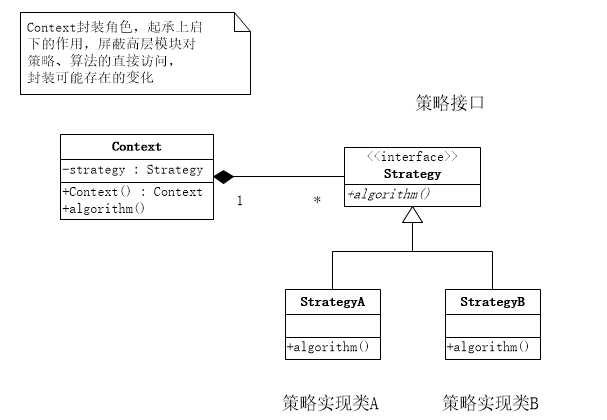 Context封装角色，起承上启
下的作用，屏蔽高层模块对
策略、算法的直接访问，
封装可能存在的变化
策略接口
Context
-strategy : Strategy
+Context() : Context
+algorithm()
1
*
<<interface>>
Strategy
+algorithm()
StrategyA
+algorithm()
StrategyB
+algorithm()
策略实现类A
策略实现类B